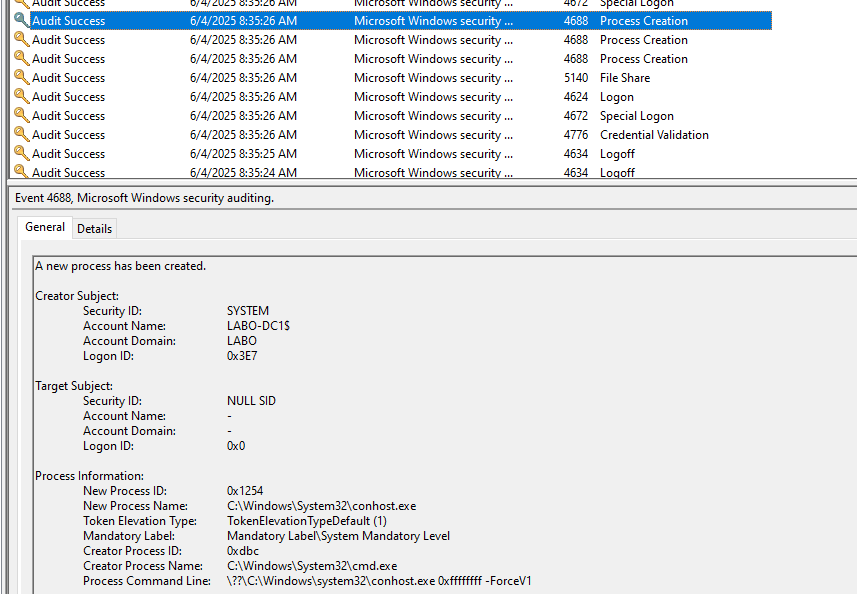 Audit Success 6/4/2025 8:35:26 AM Microsoft Windows security ... 4672 Special Logon
Audit Success 6/4/2025 8:35:26 AM Microsoft Windows security ... 4688 Process Creation
Audit Success 6/4/2025 8:35:26 AM Microsoft Windows security ... 4688 Process Creation
Audit Success 6/4/2025 8:35:26 AM Microsoft Windows security ... 4688 Process Creation
Audit Success 6/4/2025 8:35:26 AM Microsoft Windows security ... 5140 File Share
Audit Success 6/4/2025 8:35:26 AM Microsoft Windows security ... 4624 Logon
Audit Success 6/4/2025 8:35:26 AM Microsoft Windows security ... 4672 Special Logon
Audit Success 6/4/2025 8:35:26 AM Microsoft Windows security ... 4776 Credential Validation
Audit Success 6/4/2025 8:35:25 AM Microsoft Windows security ... 4634 Logoff
Audit Success 6/4/2025 8:35:24 AM Microsoft Windows security ... 4634 Logoff
Event 4688, Microsoft Windows security auditing.
General Details
A new process has been created.
Creator Subject:
Security ID: SYSTEM
Account Name: LABO-DC1$
Account Domain: LABO
Logon ID: 0x3E7
Target Subject:
Security ID: NULL SID
Account Name: -
Account Domain: -
Logon ID: 0x0
Process Information:
New Process ID: 0x1254
New Process Name: C:\Windows\System32\conhost.exe
Token Elevation Type: TokenElevationTypeDefault (1)
Mandatory Label: Mandatory Label\System Mandatory Level
Creator Process ID: 0xdbc
Creator Process Name: C:\Windows\System32\cmd.exe
Process Command Line: \??\C:\Windows\system32\conhost.exe 0xffffffff -ForceV1